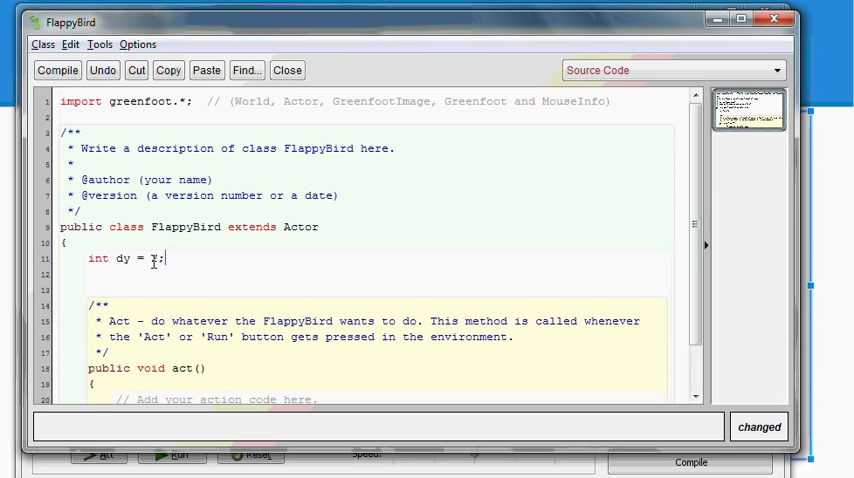 FlappyBird
Class Edit Tools Options
Compile Undo Cut Copy Paste Find... Close Source Code
1 import greenfoot.*; // (World, Actor, GreenfootImage, Greenfoot and MouseInfo)
2
3 /**
4 * Write a description of class FlappyBird here.
5 *
6 * @author (your name)
7 * @version (a version number or a date)
8 */
9 public class FlappyBird extends Actor
10 {
11 int dy = ;
12
13
14 /**
15 * Act - do whatever the FlappyBird wants to do. This method is called whenever
16 * the 'Act' or 'Run' button gets pressed in the environment.
17 */
18 public void act()
19 {
20 // Add your action code here.
changed
Act Run Reset Speed:
Compile